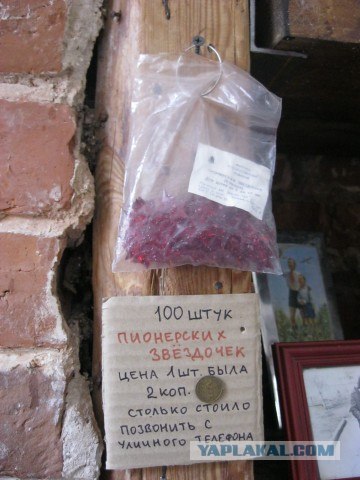 100 ШТУК
ПИОНЕРСКИХ
ЗВЁЗДОЧЕК
ЦЕНА 1 ШТ. БЫЛА
2 КОП.
СТОЛЬКО СТОИЛО
ПОЗВОНИТЬ С
УЛИЧНОГО ТЕЛЕФОНА
YAPLAKAL.COM